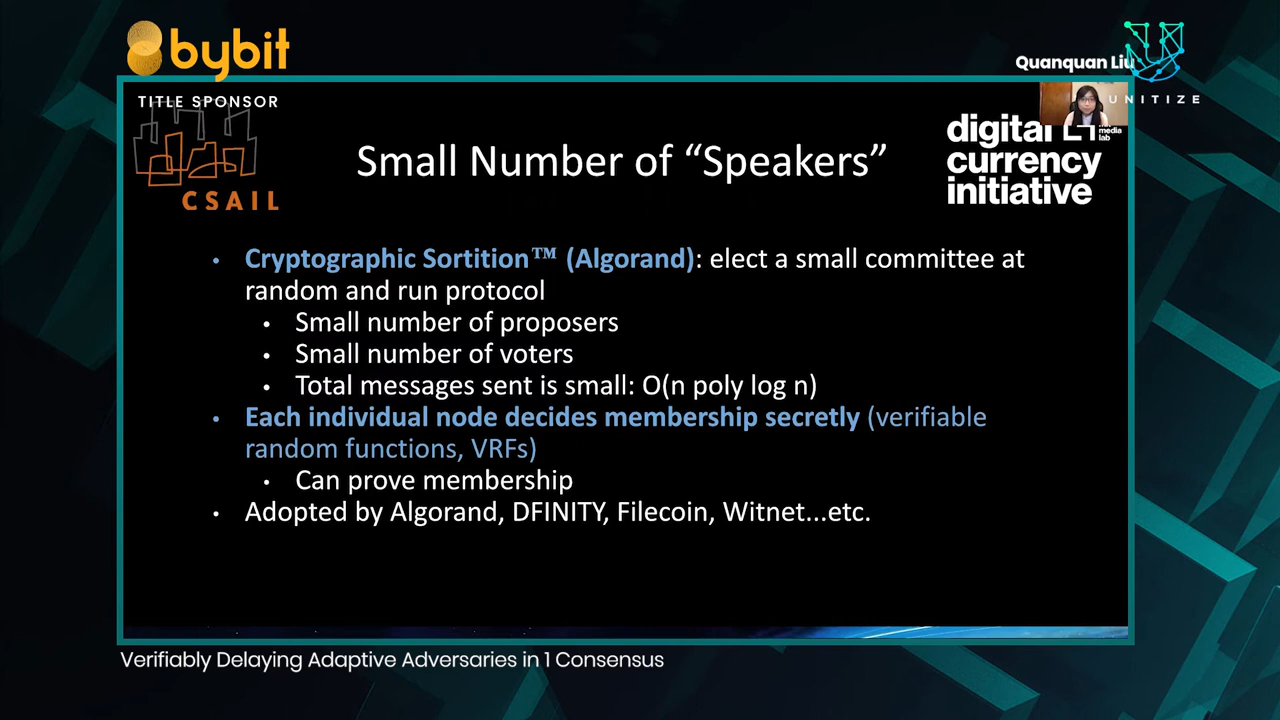 bybit
Quanquan Liu
TITLE SPONSOR
UNITIZE
CSAIL
digital
currency
initiative
media
lab
Small Number of “Speakers”
• Cryptographic Sortition™ (Algorand): elect a small committee at
random and run protocol
• Small number of proposers
• Small number of voters
• Total messages sent is small: O(n poly log n)
• Each individual node decides membership secretly (verifiable
random functions, VRFs)
• Can prove membership
• Adopted by Algorand, DFINITY, Filecoin, Witnet...etc.
Verifiably Delaying Adaptive Adversaries in 1 Consensus